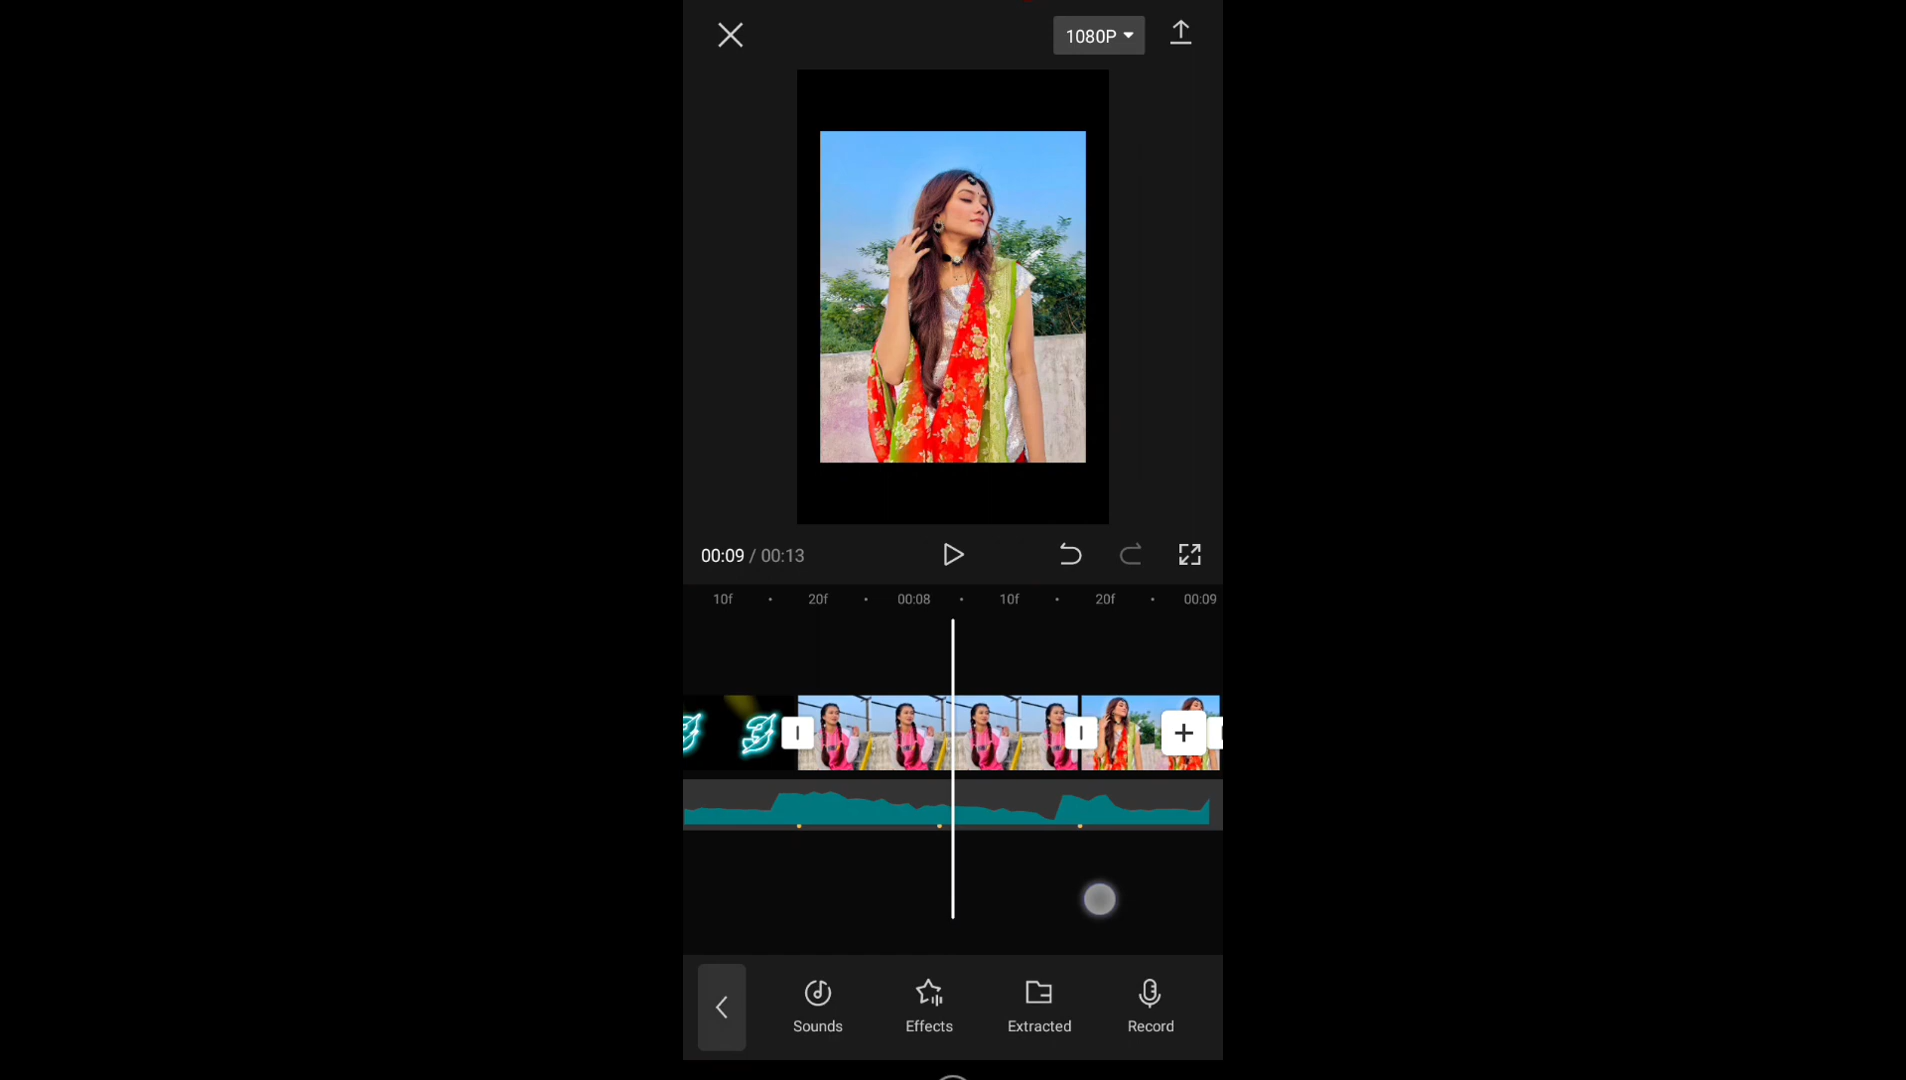 1080P
00:09 / 00:13
10f 20f 00:08 10f 20f 00:09
Sounds Effects Extracted Record